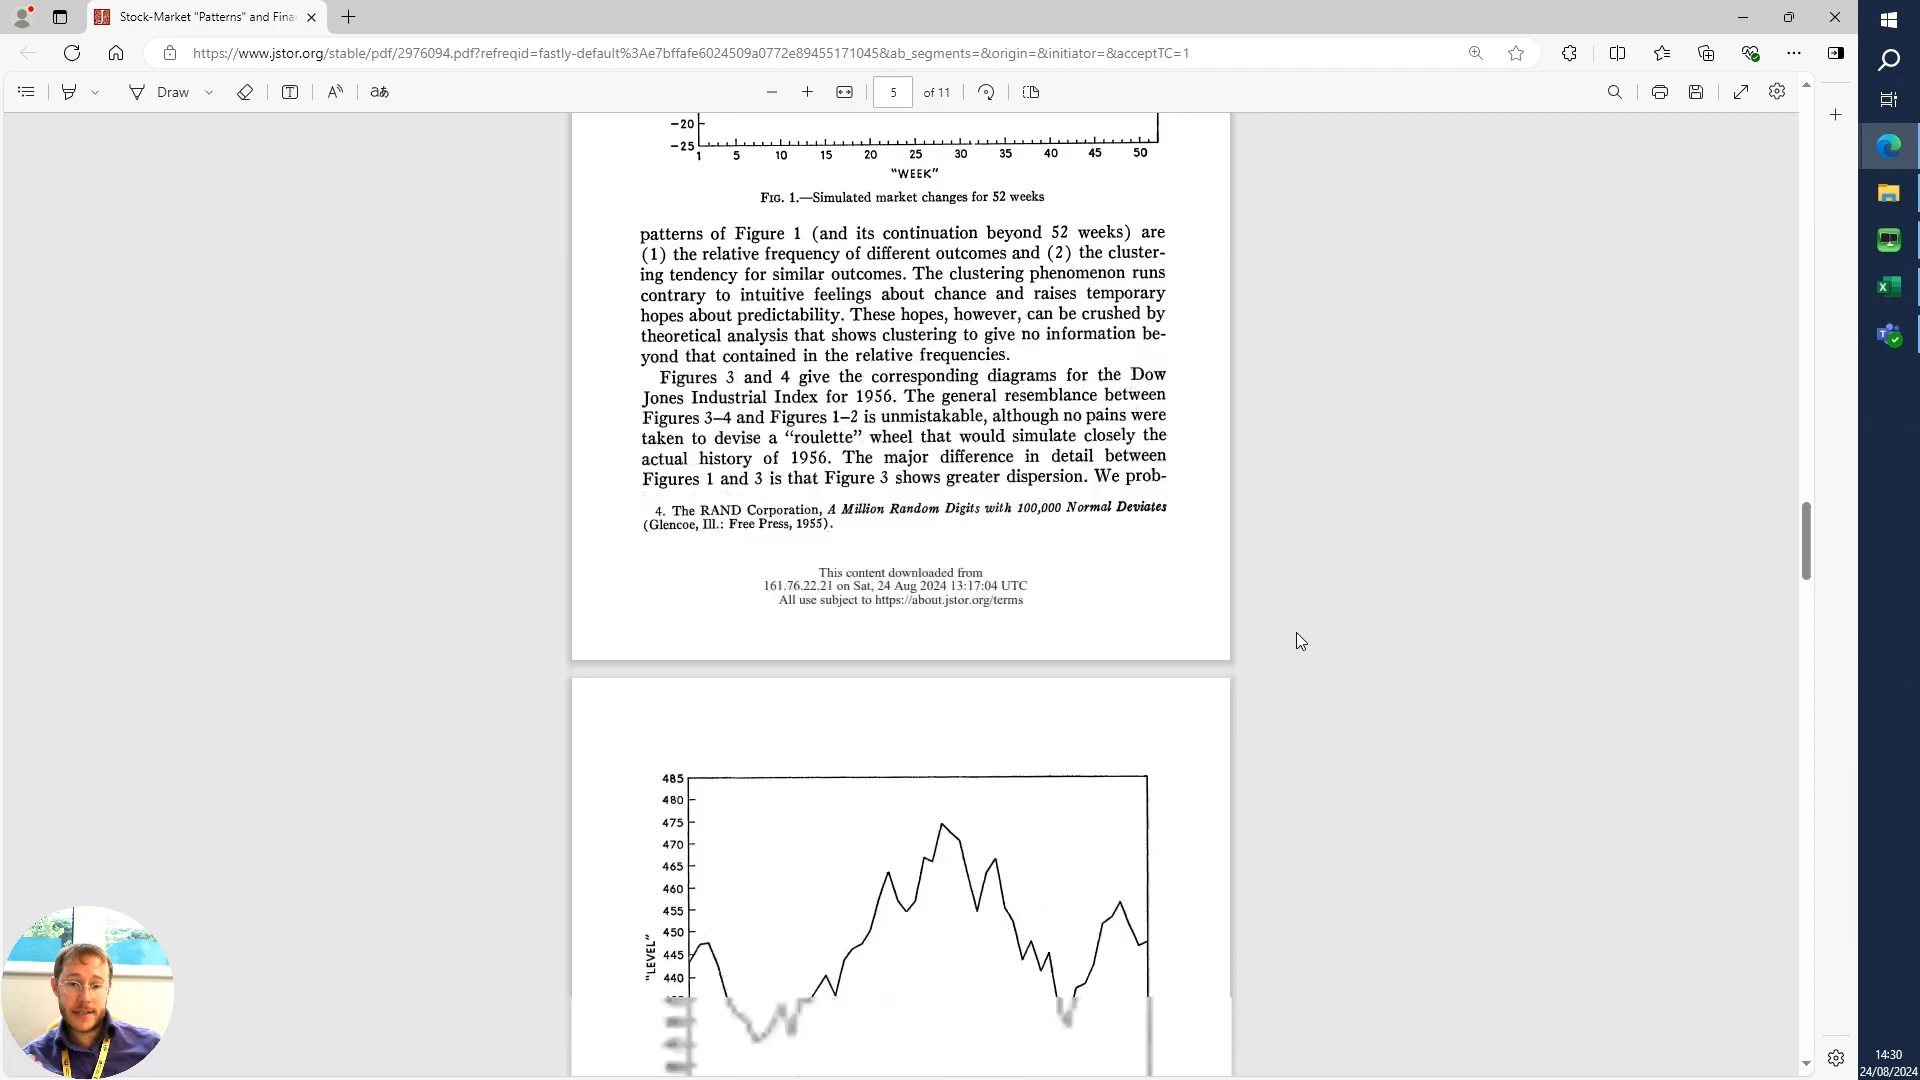 Stock-Market "Patterns" and Finan
https://www.jstor.org/stable/pdf/2976094.pdf?refreqid=fastly-default%3Ae7bffafe6024509a0772e89455171045&ab_segments=&origin=&initiator=&acceptTC=1
Draw
aあ
5
of 11
-20
-25
1 5 10 15 20 25 30 35 40 45 50
"WEEK"
FIG. 1.—Simulated market changes for 52 weeks
patterns of Figure 1 (and its continuation beyond 52 weeks) are
(1) the relative frequency of different outcomes and (2) the cluster-
ing tendency for similar outcomes. The clustering phenomenon runs
contrary to intuitive feelings about chance and raises temporary
hopes about predictability. These hopes, however, can be crushed by
theoretical analysis that shows clustering to give no information be-
yond that contained in the relative frequencies.
Figures 3 and 4 give the corresponding diagrams for the Dow
Jones Industrial Index for 1956. The general resemblance between
Figures 3–4 and Figures 1–2 is unmistakable, although no pains were
taken to devise a “roulette” wheel that would simulate closely the
actual history of 1956. The major difference in detail between
Figures 1 and 3 is that Figure 3 shows greater dispersion. We prob-
4. The RAND Corporation, A Million Random Digits with 100,000 Normal Deviates
(Glencoe, Ill.: Free Press, 1955).
This content downloaded from
161.76.22.21 on Sat, 24 Aug 2024 13:17:04 UTC
All use subject to https://about.jstor.org/terms
485
480
475
470
465
460
455
450
445
440
"LEVEL"
14:30
24/08/2024